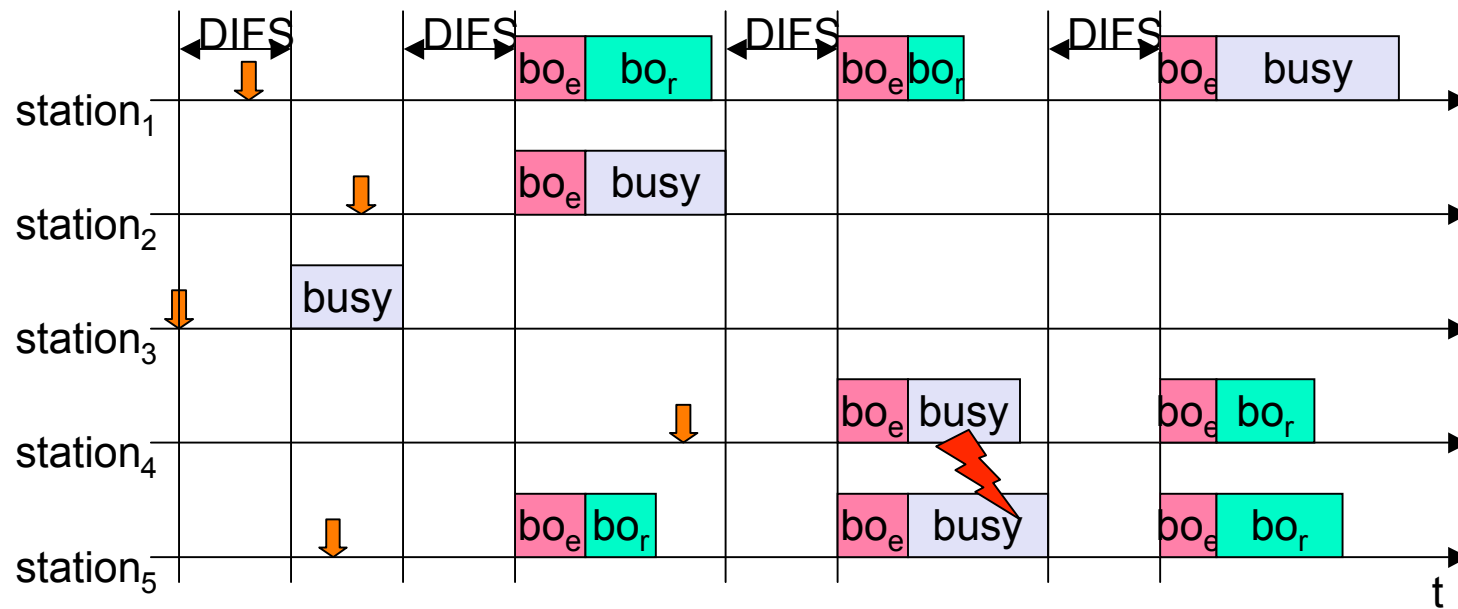 DIFS DIFS DIFS DIFS
bo_e bo_r bo_e bo_r bo_e busy
station_1
bo_e busy
station_2
busy
station_3
bo_e busy bo_e bo_r
station_4
bo_e bo_r bo_e busy bo_e bo_r
station_5
t